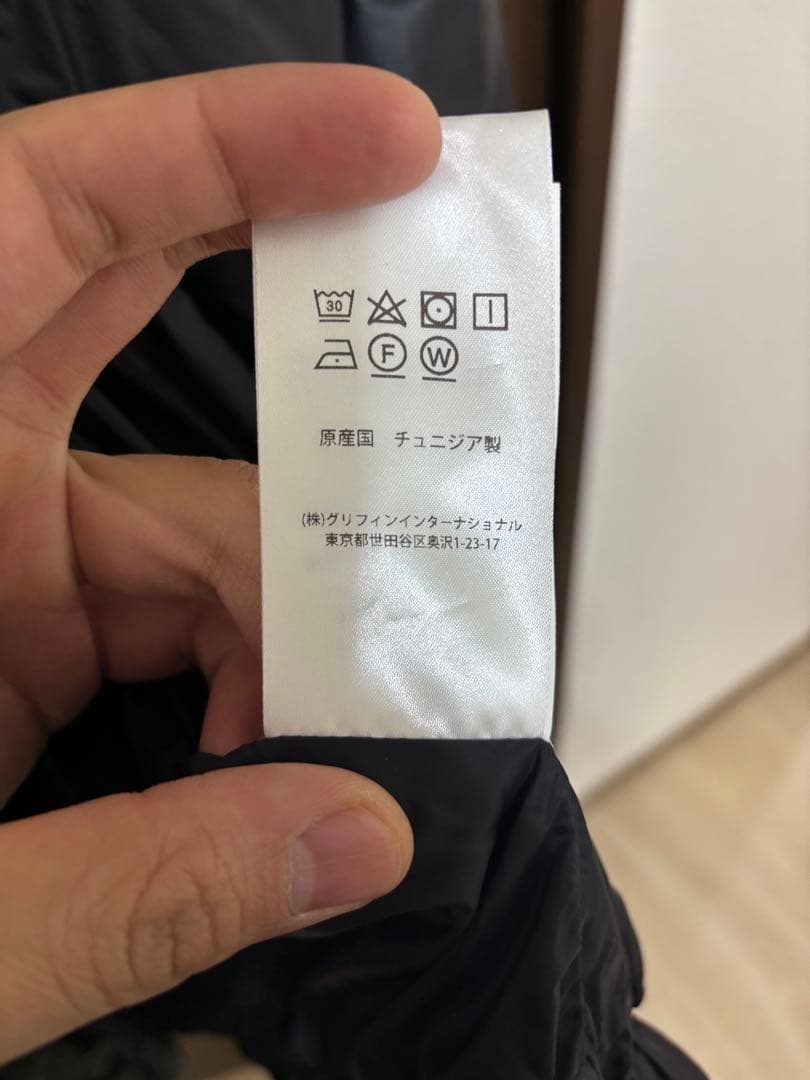 30
F W
原産国 チュニジア製
(株)グリフィンインターナショナル
東京都世田谷区奥沢1-23-17